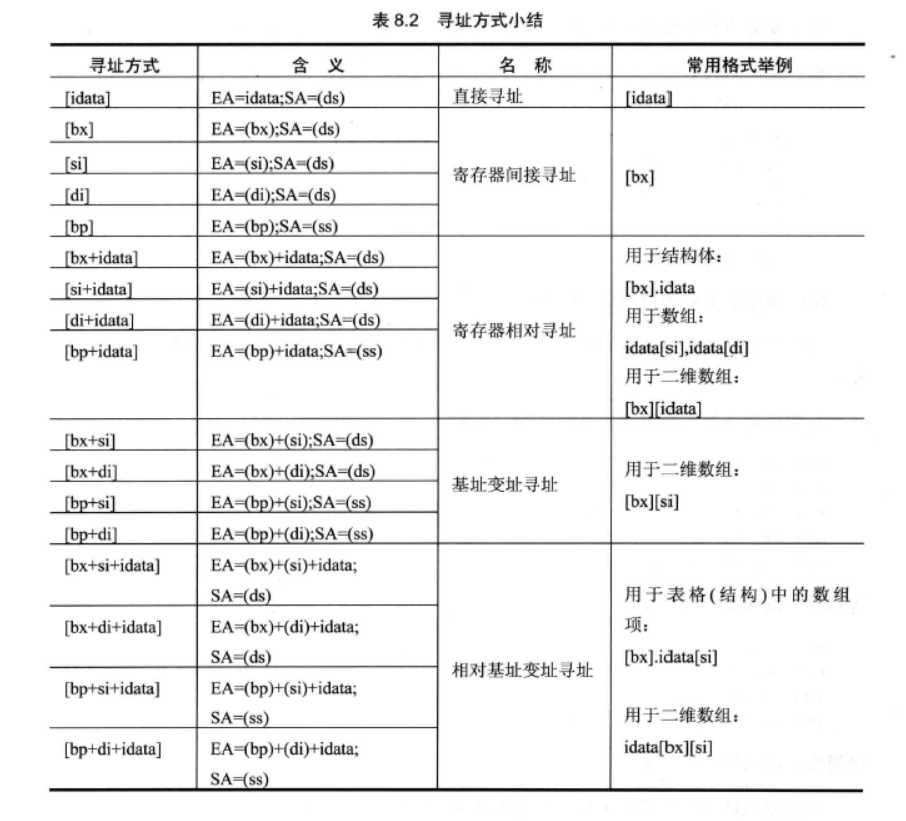 表 8.2 寻址方式小结
寻址方式 含 义 名 称 常用格式举例
[idata] EA=idata;SA=(ds) 直接寻址 [idata]
[bx] EA=(bx);SA=(ds)
[si] EA=(si);SA=(ds)
寄存器间接寻址 [bx]
[di] EA=(di);SA=(ds)
[bp] EA=(bp);SA=(ss)
[bx+idata] EA=(bx)+idata;SA=(ds) 用于结构体：
[si+idata] EA=(si)+idata;SA=(ds) [bx].idata
[di+idata] EA=(di)+idata;SA=(ds) 用于数组：
寄存器相对寻址
[bp+idata] EA=(bp)+idata;SA=(ss) idata[si],idata[di]
用于二维数组：
[bx][idata]
[bx+si] EA=(bx)+(si);SA=(ds)
[bx+di] EA=(bx)+(di);SA=(ds) 用于二维数组：
基址变址寻址
[bp+si] EA=(bp)+(si);SA=(ss) [bx][si]
[bp+di] EA=(bp)+(di);SA=(ss)
[bx+si+idata] EA=(bx)+(si)+idata;
SA=(ds) 用于表格(结构)中的数组
[bx+di+idata] EA=(bx)+(di)+idata; 项：
SA=(ds) [bx].idata[si]
相对基址变址寻址
[bp+si+idata] EA=(bp)+(si)+idata;
SA=(ss) 用于二维数组：
[bp+di+idata] EA=(bp)+(di)+idata; idata[bx][si]
SA=(ss)